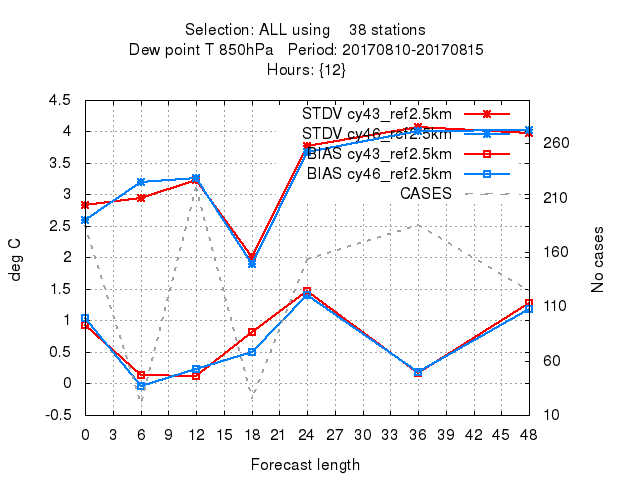 Selection: ALL using 38 stations
Dew point T 850hPa Period: 20170810-20170815
Hours: {12}
4.5
4
3.5
3
2.5
2
1.5
1
0.5
0
-0.5
deg C
STDV cy43_ref2.5km
STDV cy46_ref2.5km
BIAS cy43_ref2.5km
BIAS cy46_ref2.5km
CASES
260
210
160
110
60
10
No cases
0 3 6 9 12 15 18 21 24 27 30 33 36 39 42 45 48
Forecast length